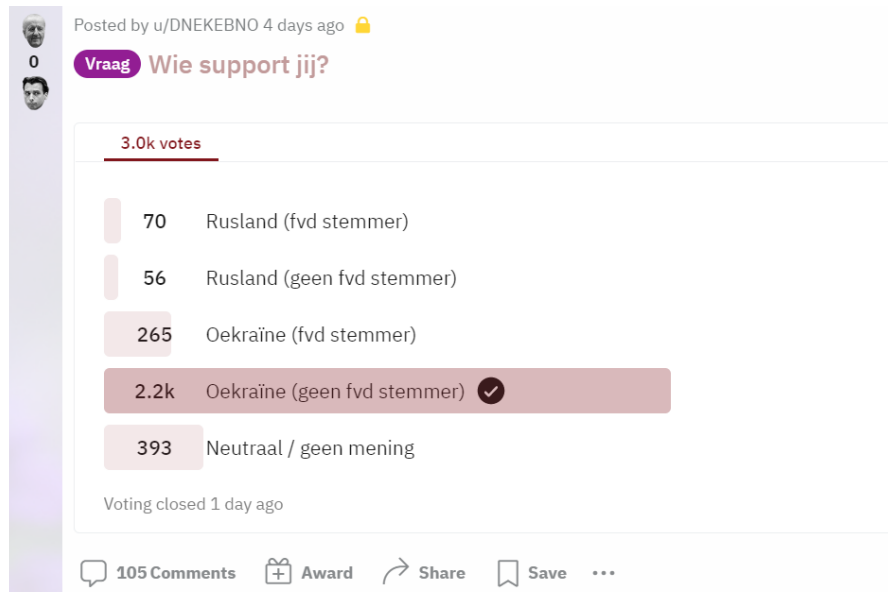 Posted by u/DNEKEBNO 4 days ago
0
Vraag Wie support jij?
3.0k votes
70 Rusland (fvd stemmer)
56 Rusland (geen fvd stemmer)
265 Oekraïne (fvd stemmer)
2.2k Oekraïne (geen fvd stemmer)
393 Neutraal / geen mening
Voting closed 1 day ago
105 Comments Award Share Save ...